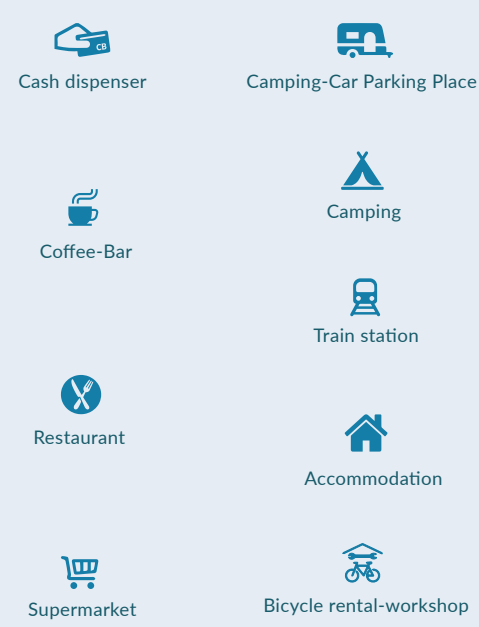 CB
Cash dispenser
Camping-Car Parking Place
Camping
Coffee-Bar
Train station
Restaurant
Accommodation
Supermarket
Bicycle rental-workshop